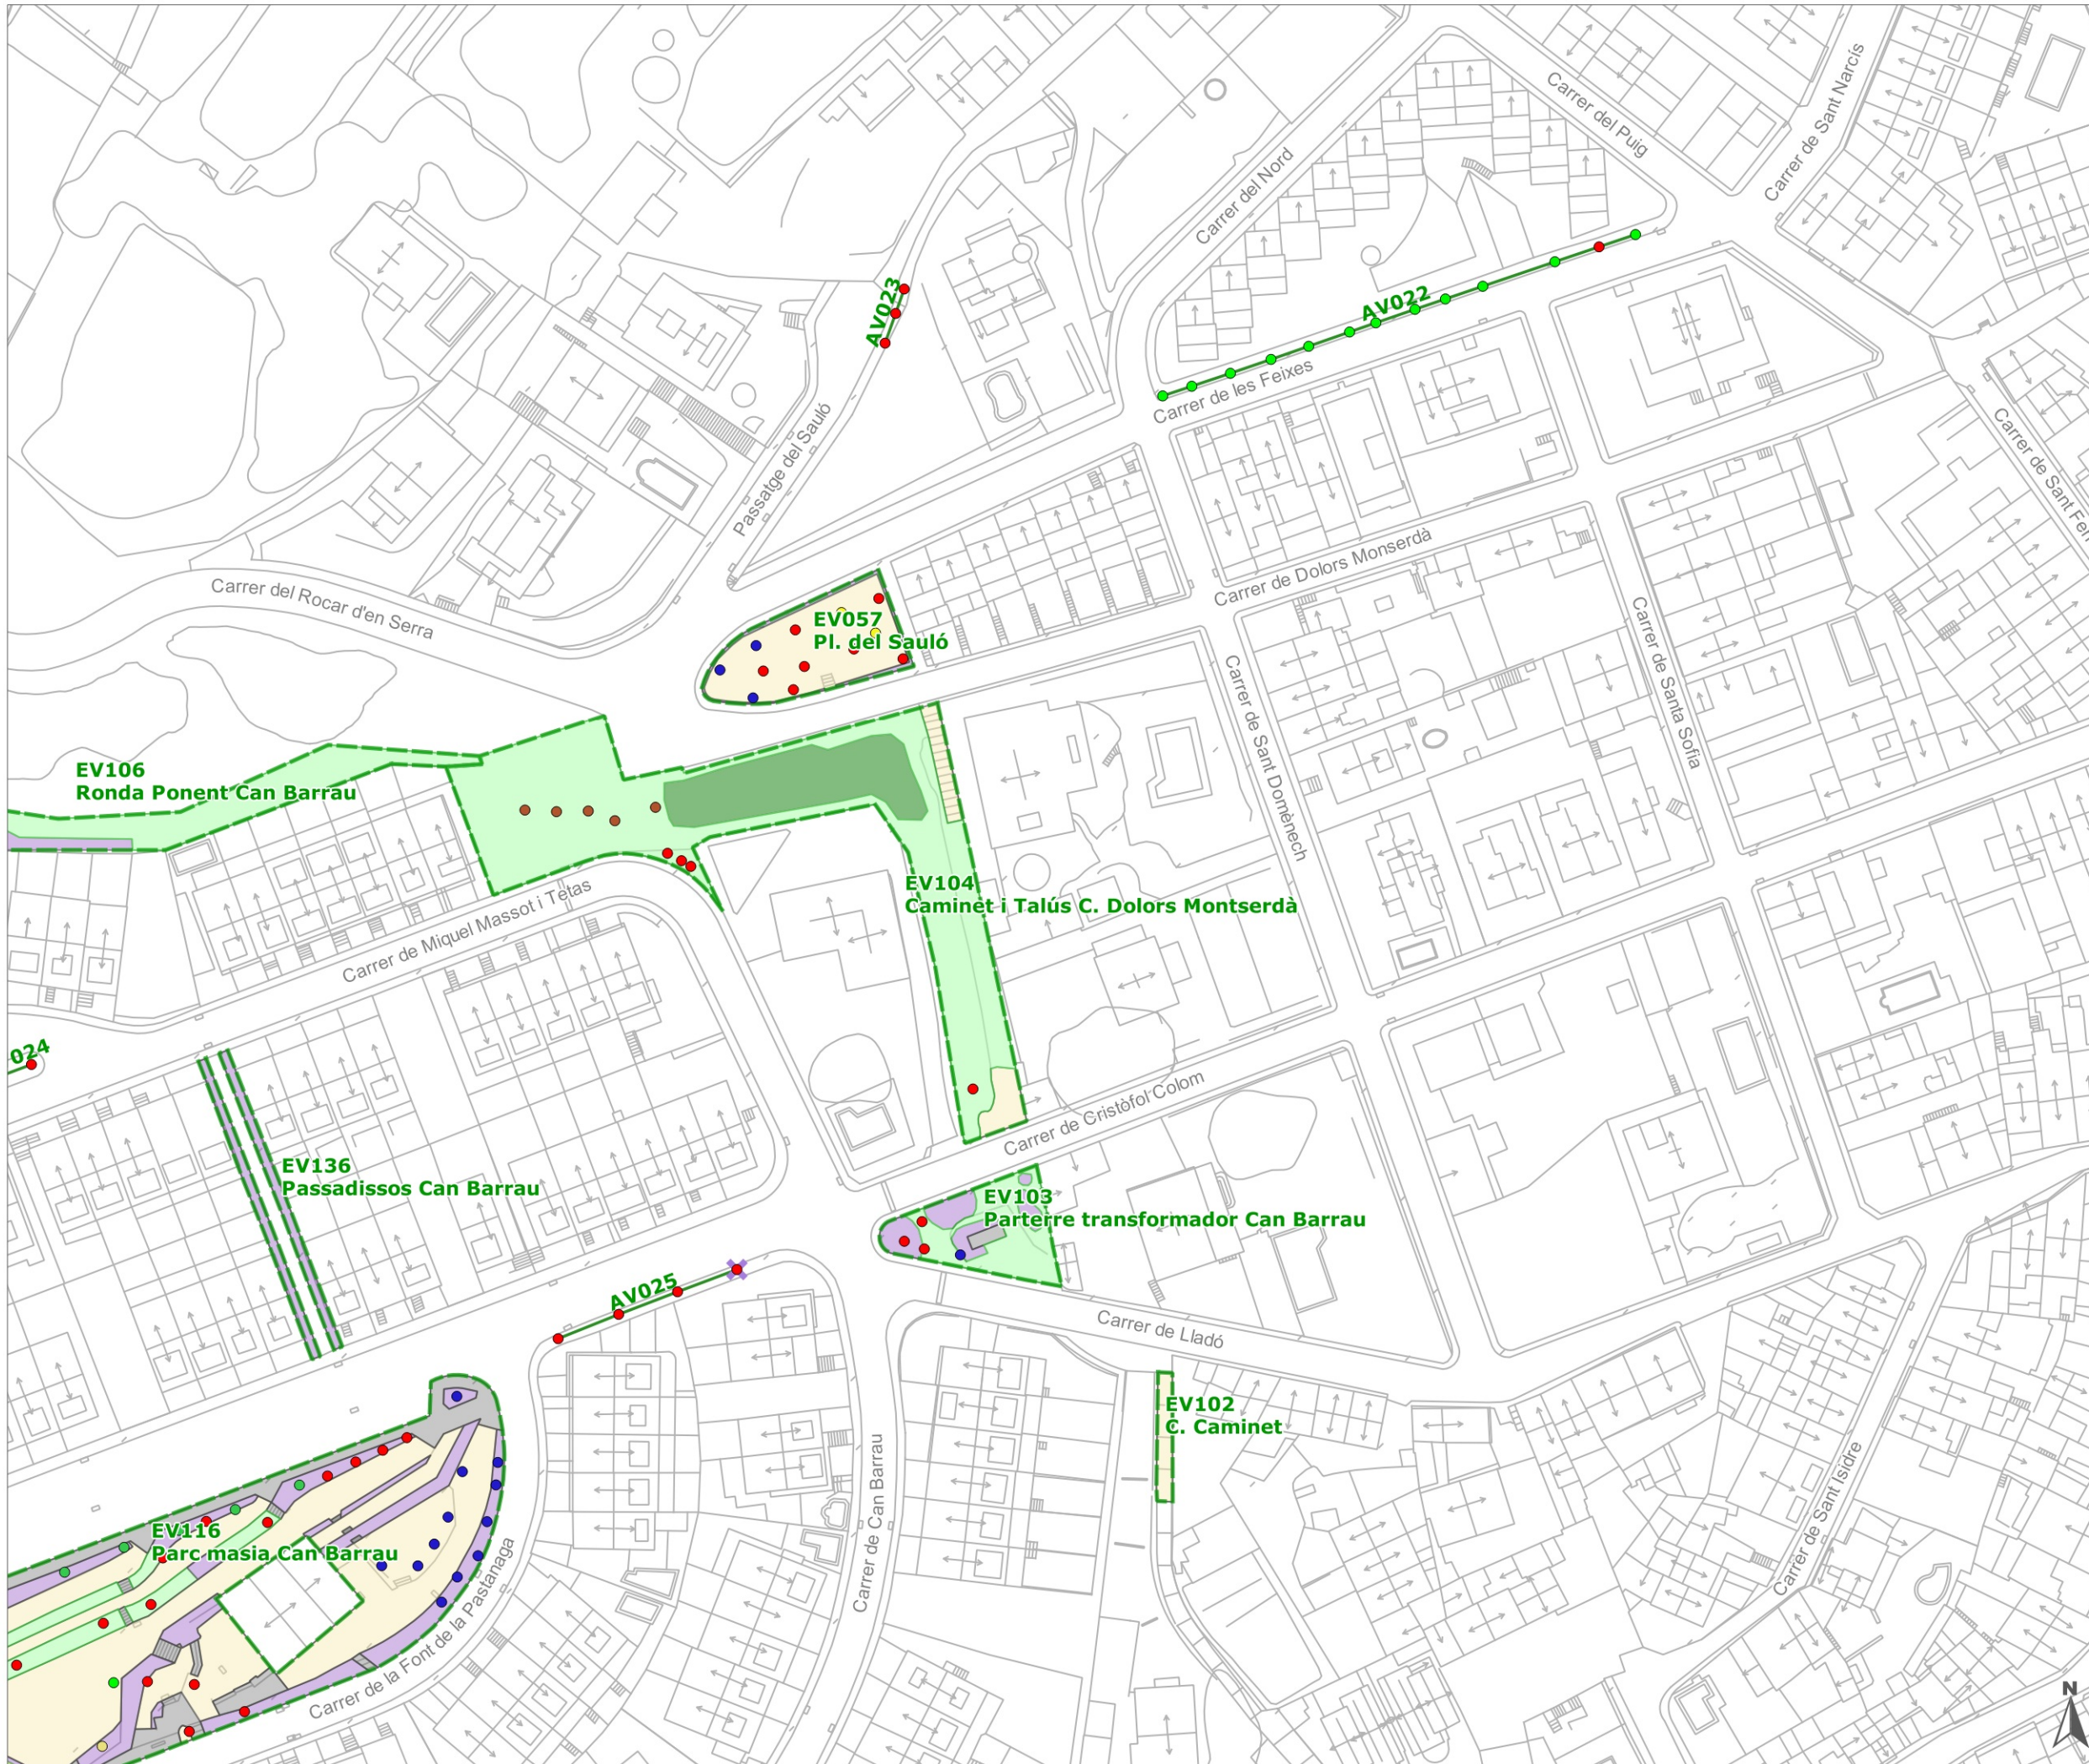 Carrer de Sant Narcís
Carrer del Puig
Carrer del Nord
AV023
AV022
Carrer de les Feixes
Passatge del Sauló
Carrer de Dolors Monserdà
Carrer del Rocar d'en Serra
EV057
Pl. del Sauló
Carrer de Santa Sofia
Carrer de Sant Domènech
EV106
Ronda Ponent Can Barrau
EV104
Caminet i Talús C. Dolors Montserdà
Carrer de Miquel Massot i Tetas
024
Carrer de Cristòfol Colom
EV136
Passadissos Can Barrau
EV103
Parterre transformador Can Barrau
AV025
Carrer de Lladó
EV102
C. Caminet
Carrer de Can Barrau
Carrer de Sant Isidre
EV116
Parc masia Can Barrau
Carrer de la Font de la Pastanaga
N